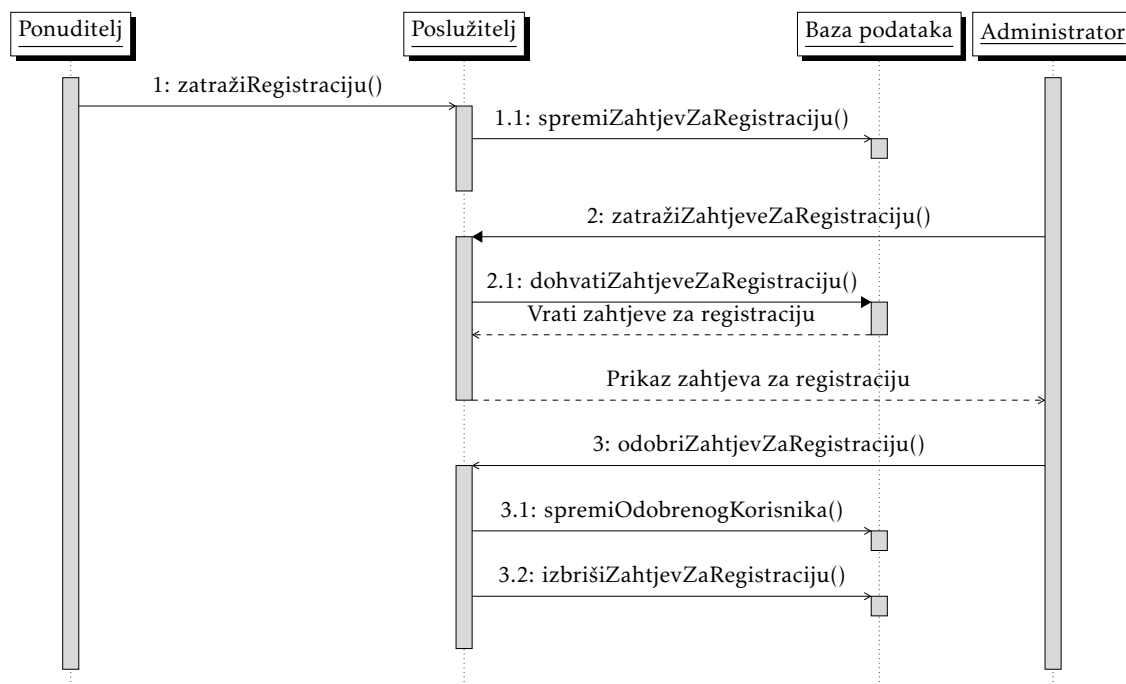 Ponuditelj
Poslužitelj
Baza podataka
Administrator
1: zatražiRegistraciju()
1.1: spremiZahtjevZaRegistraciju()
2: zatražiZahtjeveZaRegistraciju()
2.1: dohvatiZahtjeveZaRegistraciju()
Vrati zahtjeve za registraciju
Prikaz zahtjeva za registraciju
3: odobriZahtjevZaRegistraciju()
3.1: spremiOdobrenogKorisnika()
3.2: izbrišiZahtjevZaRegistraciju()